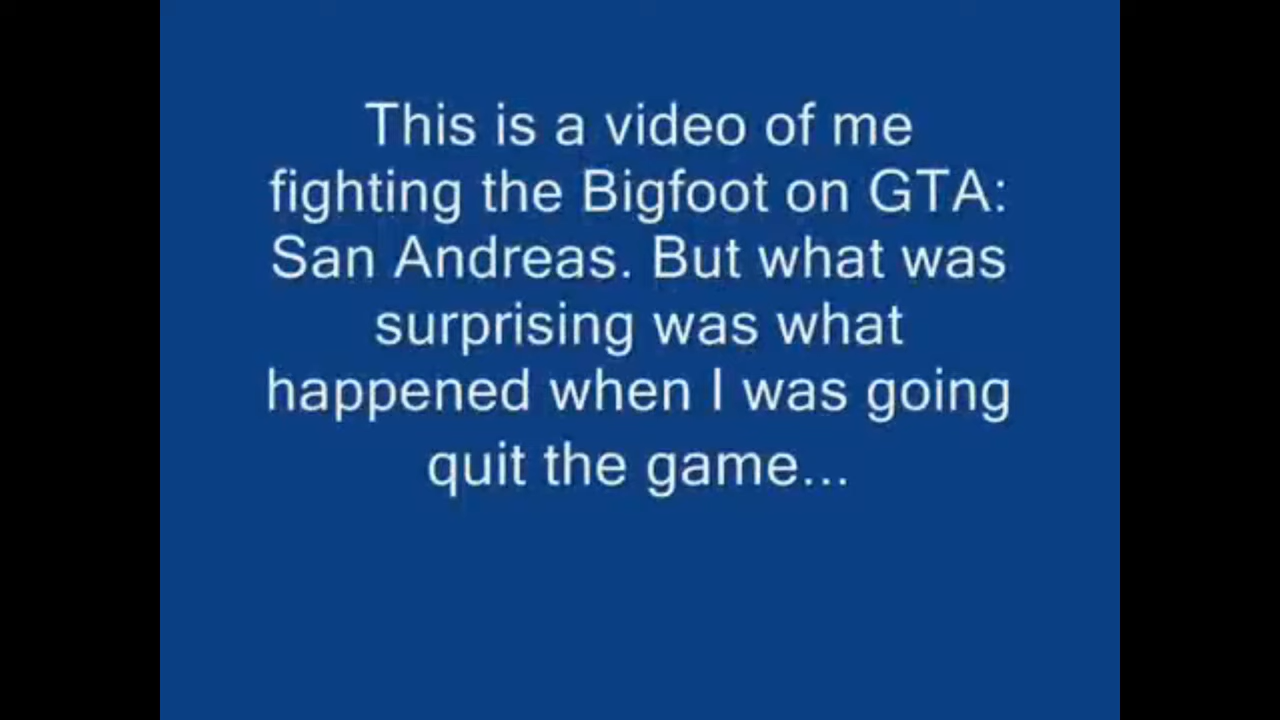 This is a video of me
fighting the Bigfoot on GTA:
San Andreas. But what was
surprising was what
happened when I was going
quit the game...